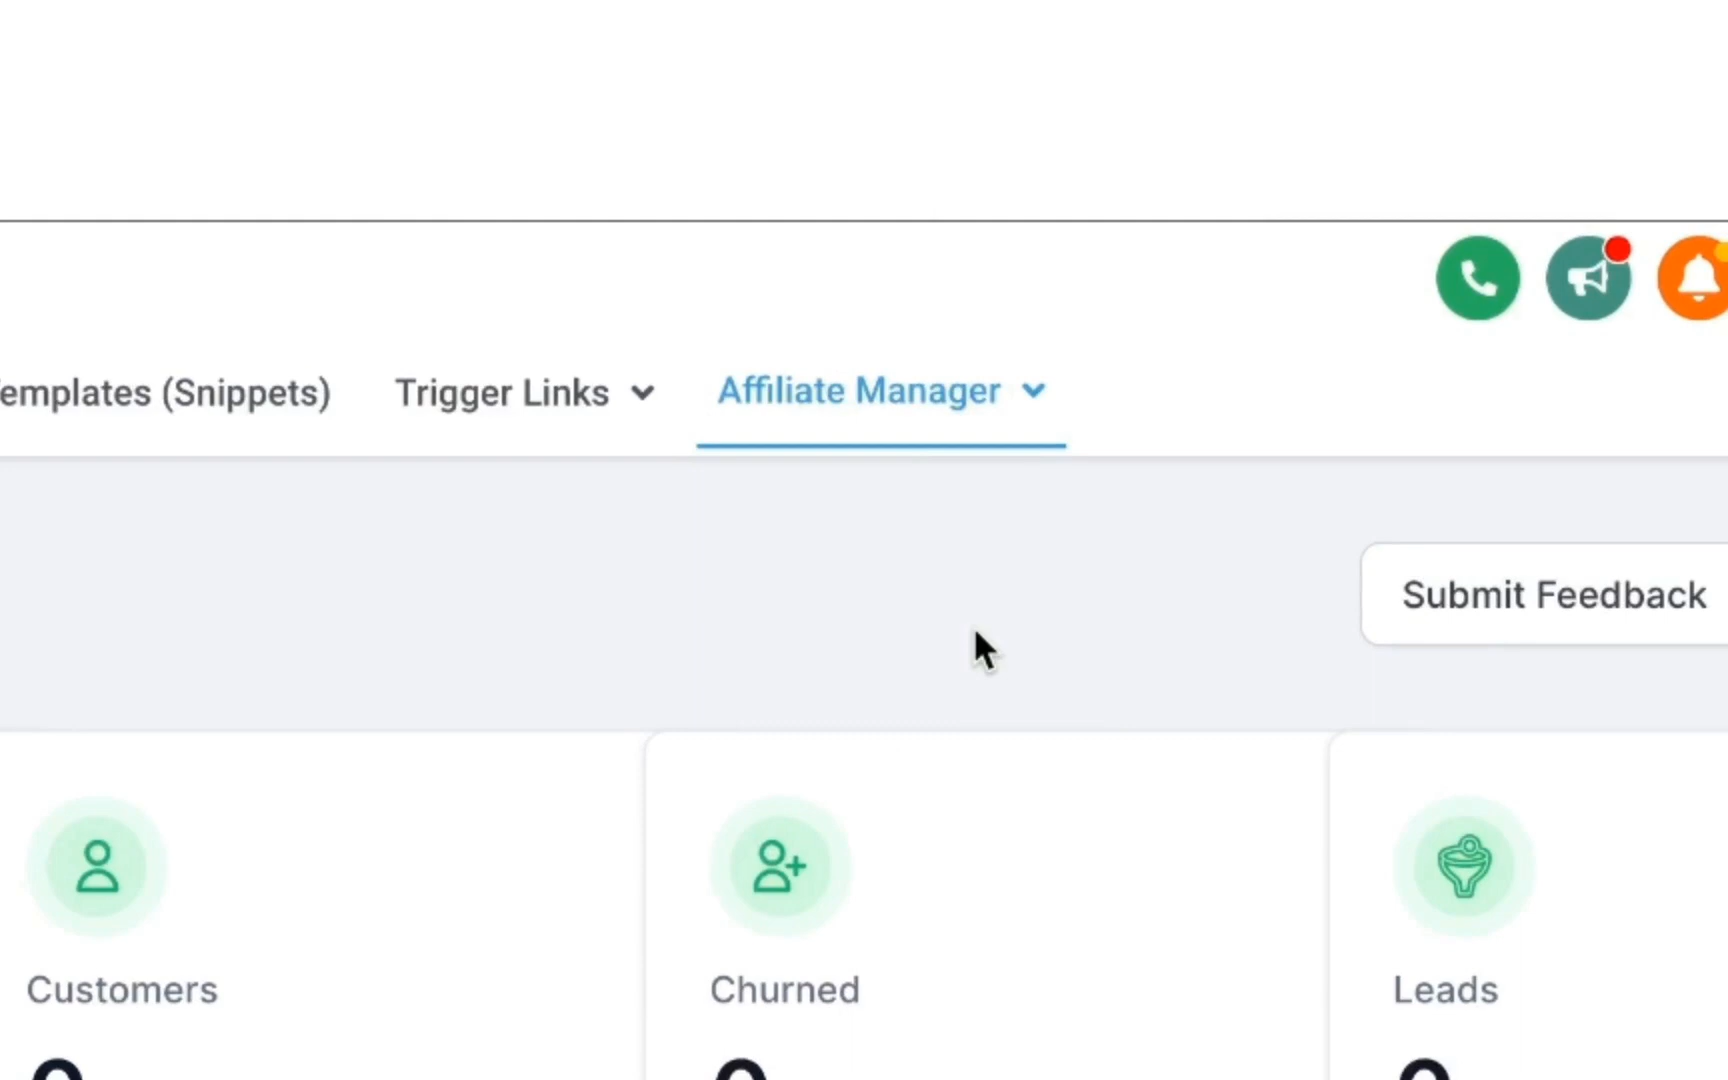 emplates (Snippets)
Trigger Links
Affiliate Manager
Submit Feedback
Customers
Churned
Leads